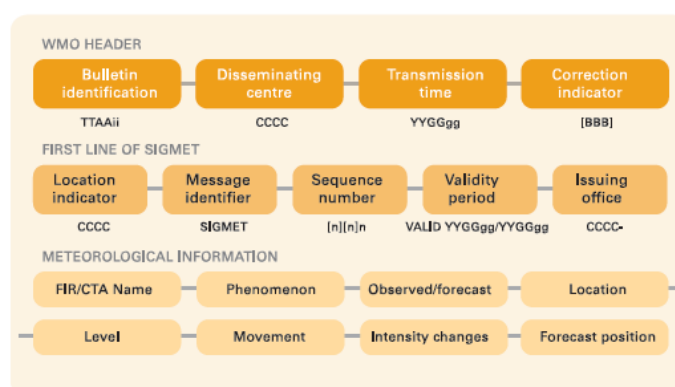 WMO HEADER
Bulletin identification
Disseminating centre
Transmission time
Correction indicator
TTAAii
CCCC
YYGGgg
[BBB]
FIRST LINE OF SIGMET
Location indicator
Message identifier
Sequence number
Validity period
Issuing office
CCCC
SIGMET
[n][n]n
VALID YYGGgg/YYGGgg
CCCC-
METEOROLOGICAL INFORMATION
FIR/CTA Name
Phenomenon
Observed/forecast
Location
Level
Movement
Intensity changes
Forecast position